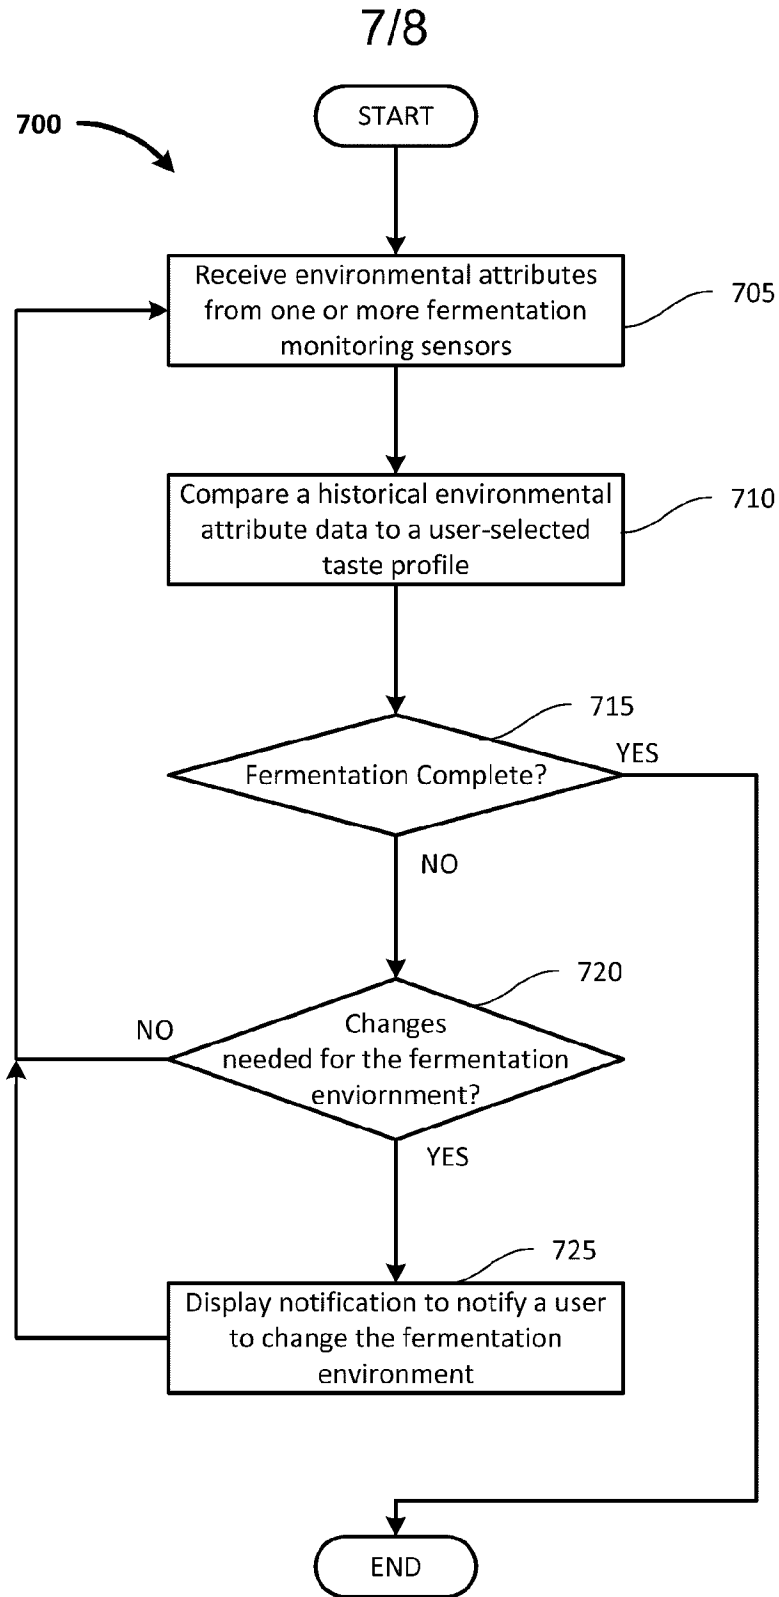 7/8
START
700
Receive environmental attributes
from one or more fermentation
monitoring sensors
705
Compare a historical environmental
attribute data to a user-selected
taste profile
710
715
YES
Fermentation Complete?
NO
720
NO
Changes
needed for the fermentation
enviornment?
YES
725
Display notification to notify a user
to change the fermentation
environment
END